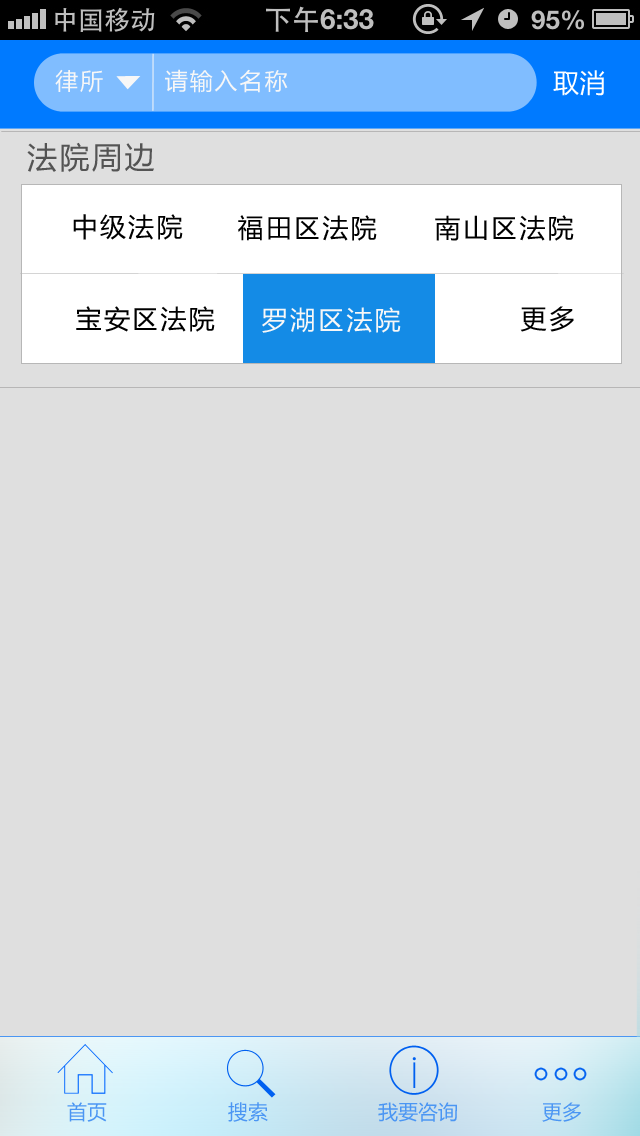 中国移动 下午6:33 95%
律所 请输入名称 取消
法院周边
中级法院 福田区法院 南山区法院
宝安区法院 罗湖区法院 更多
首页 搜索 我要咨询 更多